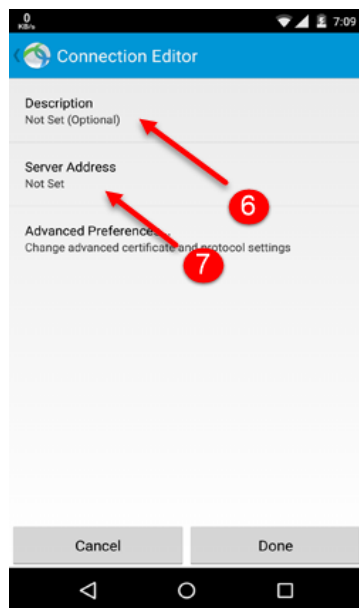 0
KB/s
7:09
Connection Editor
Description
Not Set (Optional)
6
Server Address
Not Set
7
Advanced Preferences...
Change advanced certificate and protocol settings
Cancel
Done